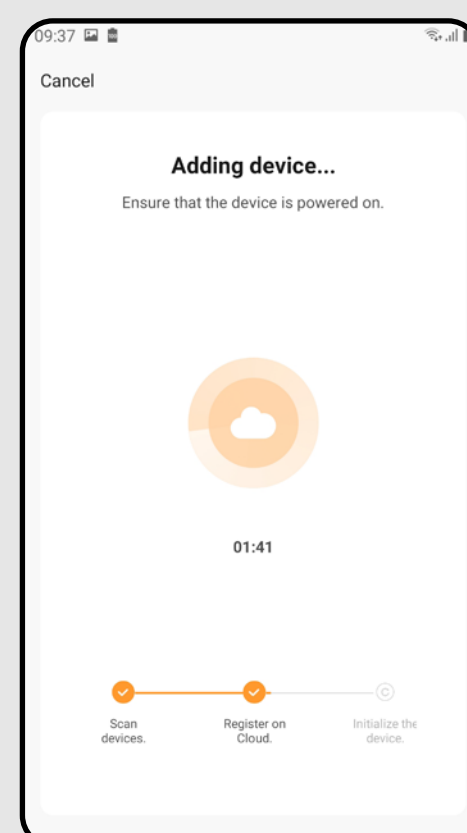 09:37
Cancel
Adding device...
Ensure that the device is powered on.
01:41
Scan
devices.
Register on
Cloud.
Initialize the
device.